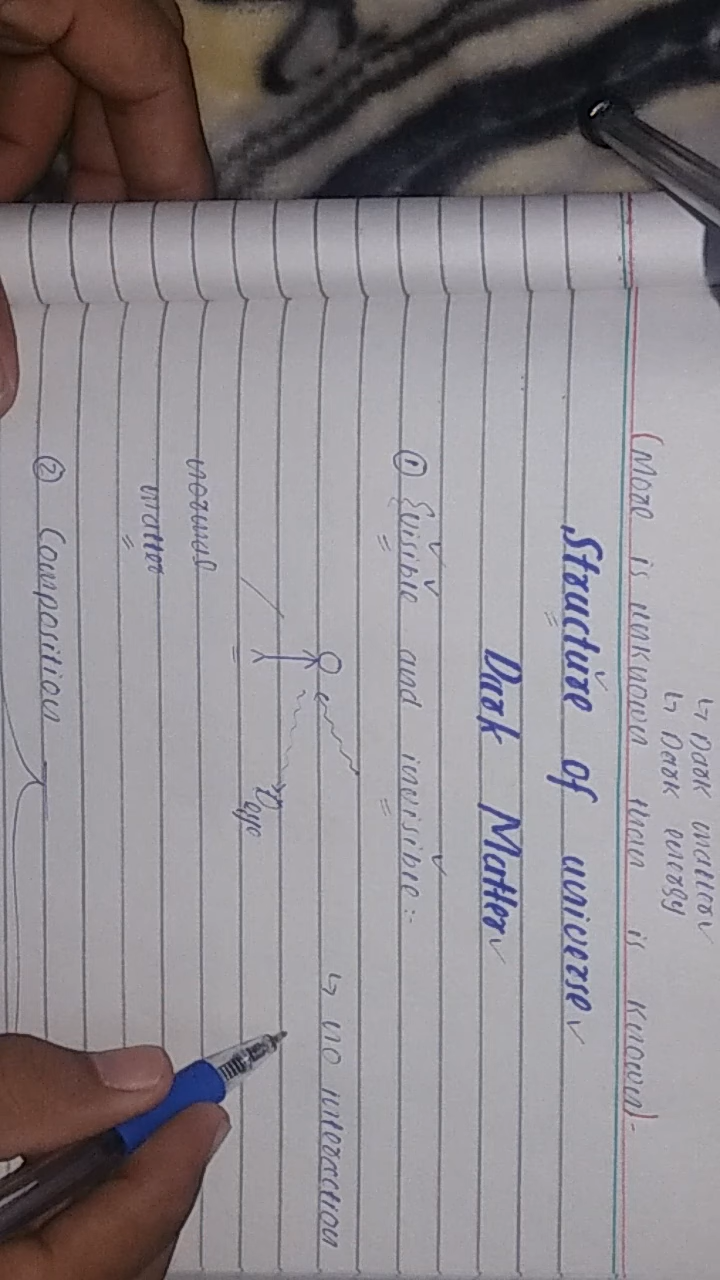 ↳ Dark matter
↳ Dark energy
(More is unknown than is known)-
Structure of universe
Dark Matter
① Evisible and invisible:-
↳ no interaction
eye
normal
matter
② Composition